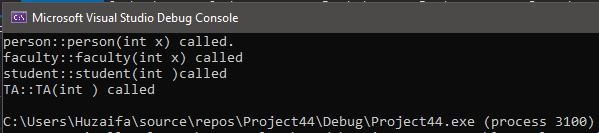 Microsoft Visual Studio Debug Console
person::person(int x) called.
faculty::faculty(int x) called
student::student(int )called
TA::TA(int ) called
C:\Users\Huzaifa\source\repos\Project44\Debug\Project44.exe (process 3100)